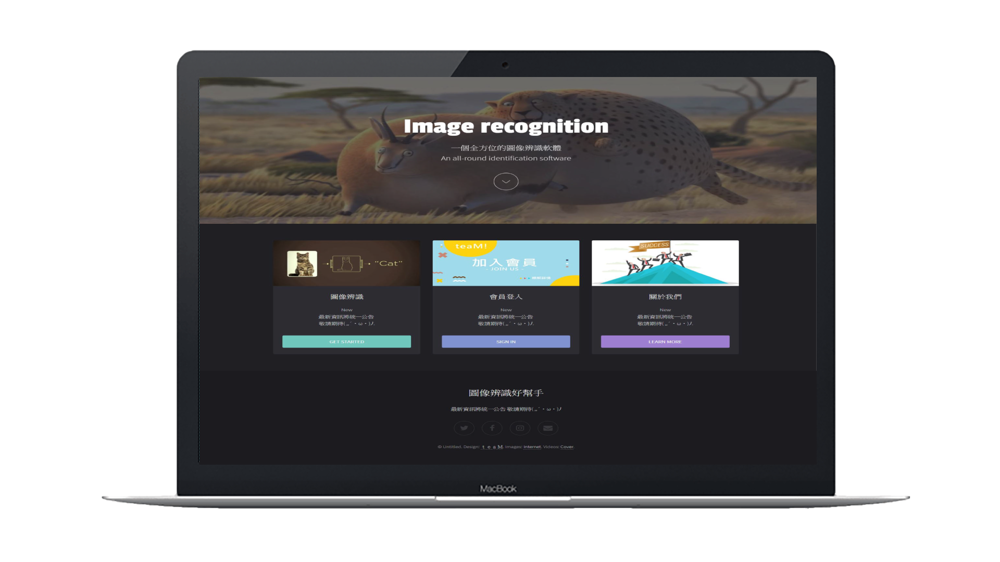 Image recognition
一個全方位的圖像辨識軟體
An all-round identification software
"Cat"
圖像辨識
New
最新資訊將統一公告
敬請期待(„´・ω・)ﾉ
GET STARTED
teaM!
加入會員
- JOIN US -
會員登入
New
最新資訊將統一公告
敬請期待(„´・ω・)ﾉ
SIGN IN
SUCCESS
關於我們
New
最新資訊將統一公告
敬請期待(„´・ω・)ﾉ
LEARN MORE
圖像辨識好幫手
最新資訊將統一公告 敬請期待(„´・ω・)ﾉ
© Untitled. Design: t e a M. Images: Internet. Videos: Cover.
MacBook